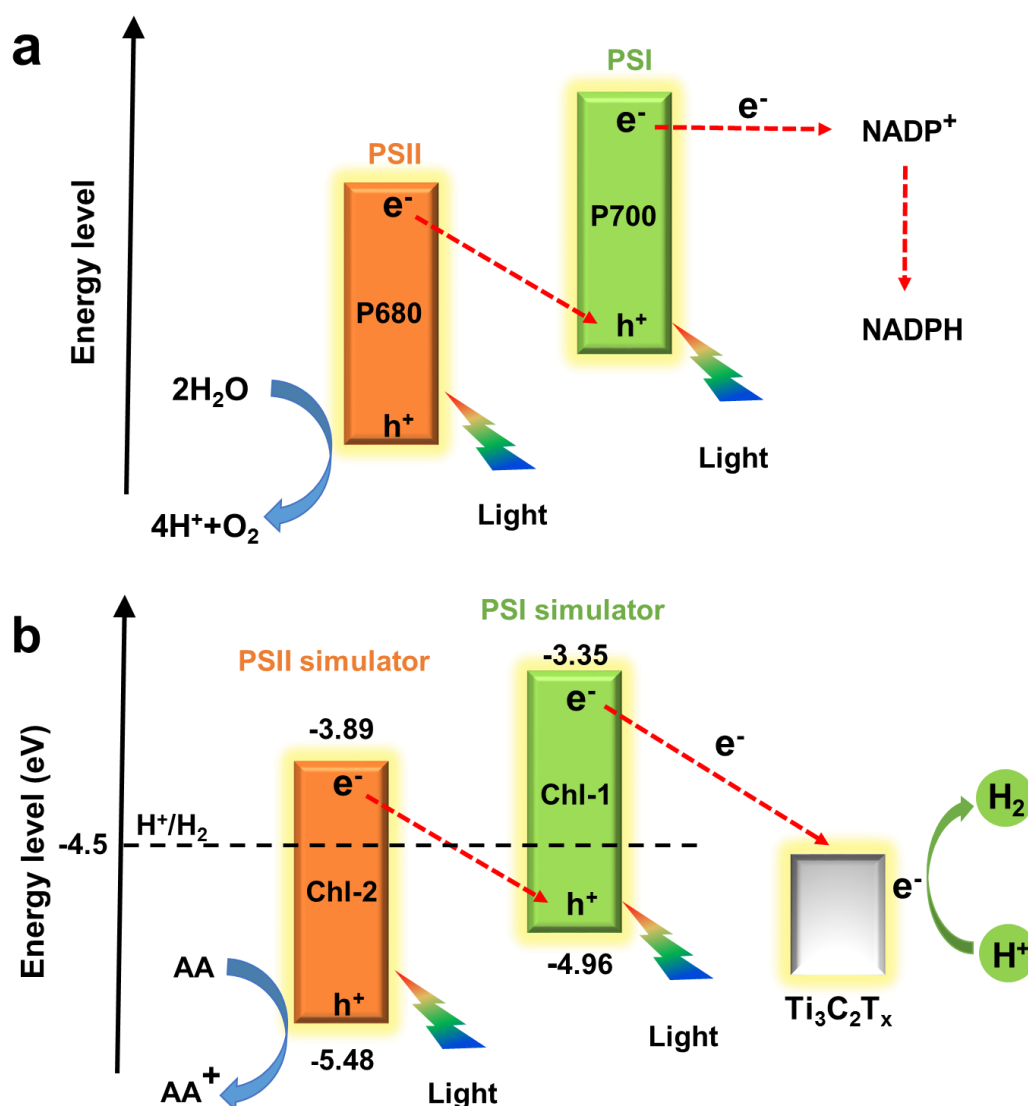 a
PSI
e⁻
e⁻
NADP⁺
PSII
e⁻
P700
Energy level
P680
h⁺
NADPH
2H₂O
h⁺
Light
Light
4H⁺+O₂
b
PSI simulator
PSII simulator
-3.35
e⁻
-3.89
e⁻
e⁻
Chl-1
H₂
H⁺/H₂
-4.5
Energy level (eV)
Chl-2
e⁻
h⁺
H⁺
-4.96
AA
h⁺
Ti₃C₂Tₓ
Light
-5.48
AA⁺
Light